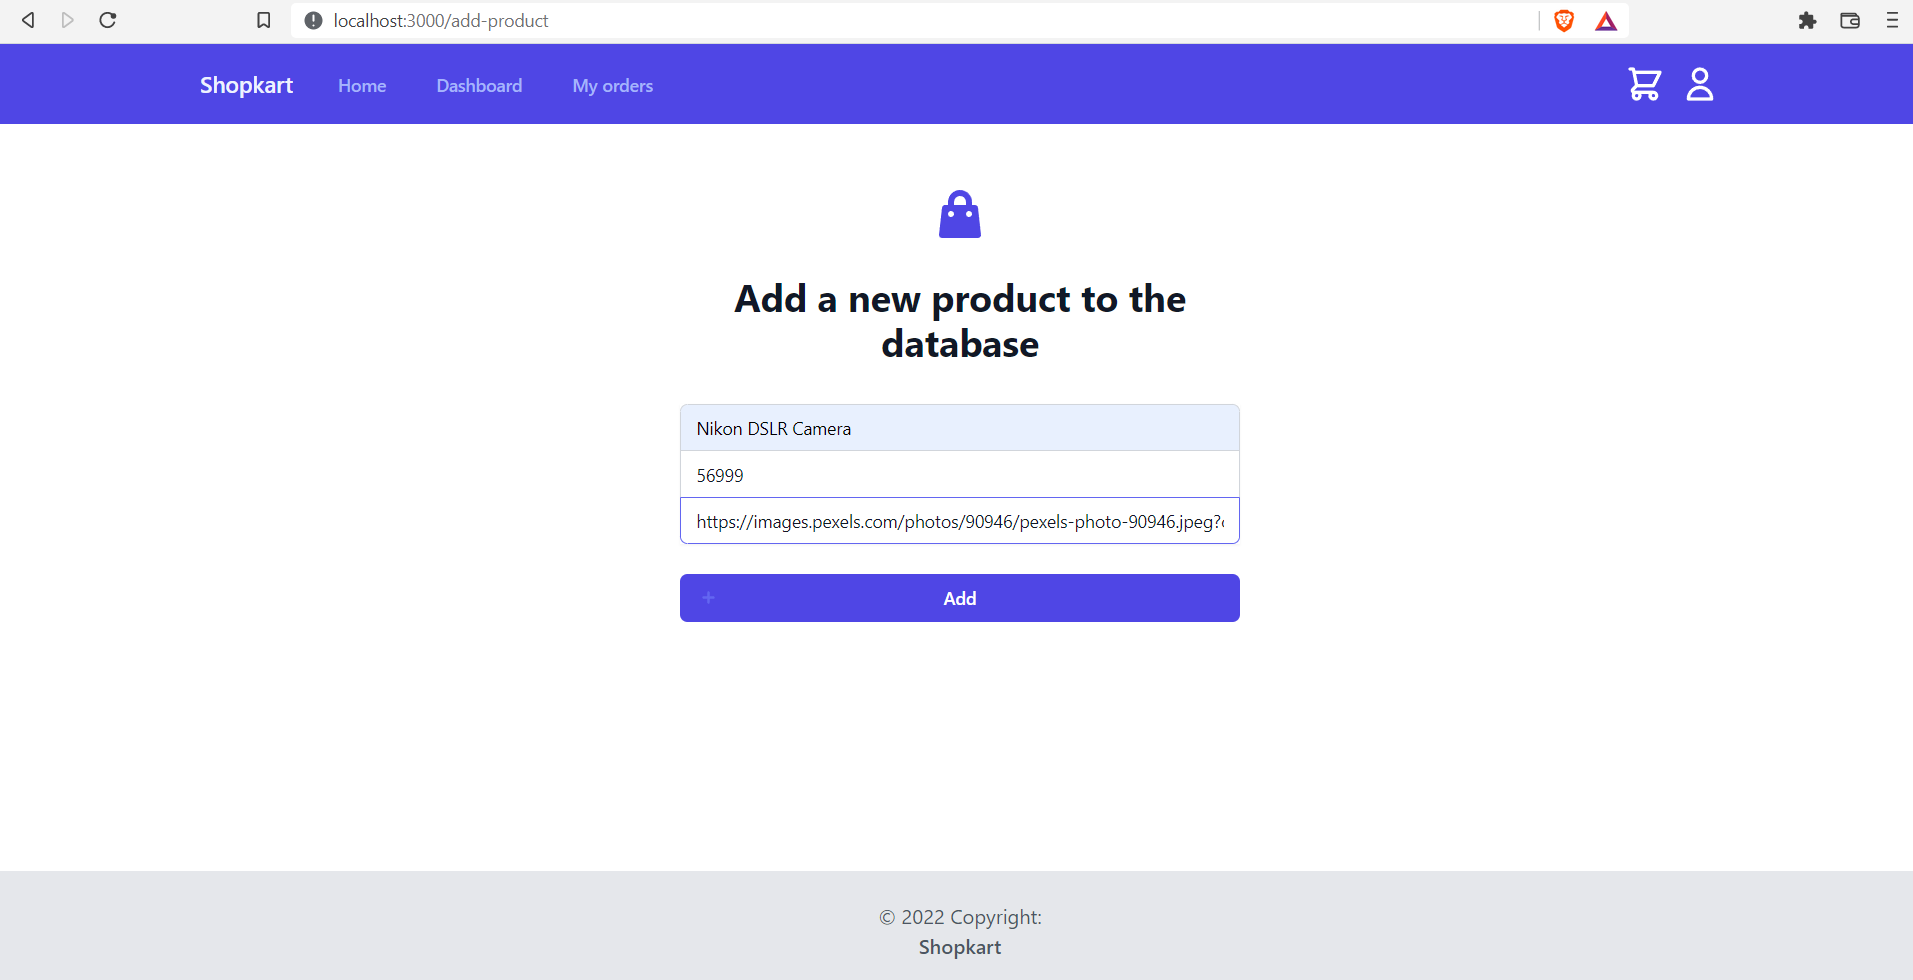 localhost:3000/add-product
Shopkart Home Dashboard My orders
Add a new product to the
database
Nikon DSLR Camera
56999
https://images.pexels.com/photos/90946/pexels-photo-90946.jpeg?
+ Add
© 2022 Copyright:
Shopkart